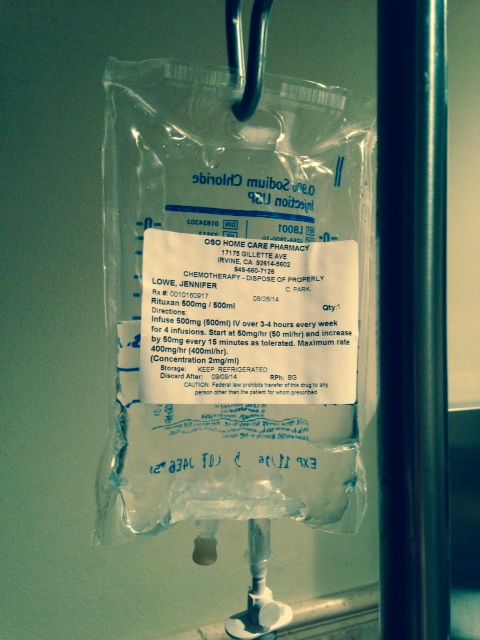 0.9% Sodium Chloride
Injection USP
L8001
OSO HOME CARE PHARMACY
17175 GILLETTE AVE
IRVINE, CA 92614-5602
949-660-7126
CHEMOTHERAPY - DISPOSE OF PROPERLY
LOWE, JENNIFER C. PARK
Rx #: 0010160917 08/28/14
Rituxan 500mg / 500ml Qty:1
Directions:
Infuse 500mg (500ml) IV over 3-4 hours every week
for 4 infusions. Start at 50mg/hr (50 ml/hr) and increase
by 50mg every 15 minutes as tolerated. Maximum rate
400mg/hr (400ml/hr).
(Concentration 2mg/ml)
Storage: KEEP REFRIGERATED
Discard After: 09/09/14 RPh: BG
CAUTION: Federal law prohibits transfer of this drug to any
person other than the patient for whom prescribed
EXP 11/16